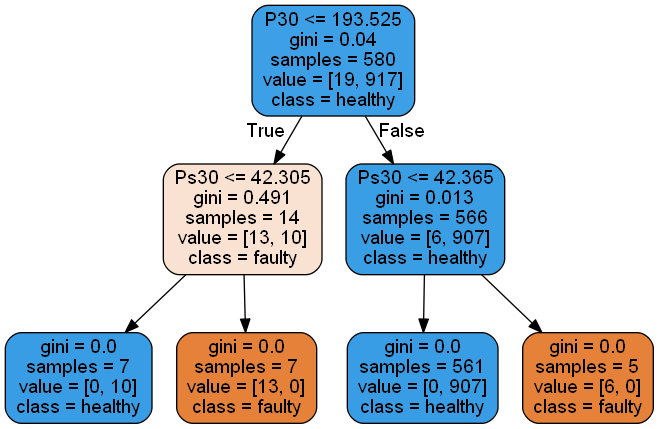 P30 <= 193.525
gini = 0.04
samples = 580
value = [19, 917]
class = healthy
True
False
Ps30 <= 42.305
gini = 0.491
samples = 14
value = [13, 10]
class = faulty
Ps30 <= 42.365
gini = 0.013
samples = 566
value = [6, 907]
class = healthy
gini = 0.0
samples = 7
value = [0, 10]
class = healthy
gini = 0.0
samples = 7
value = [13, 0]
class = faulty
gini = 0.0
samples = 561
value = [0, 907]
class = healthy
gini = 0.0
samples = 5
value = [6, 0]
class = faulty